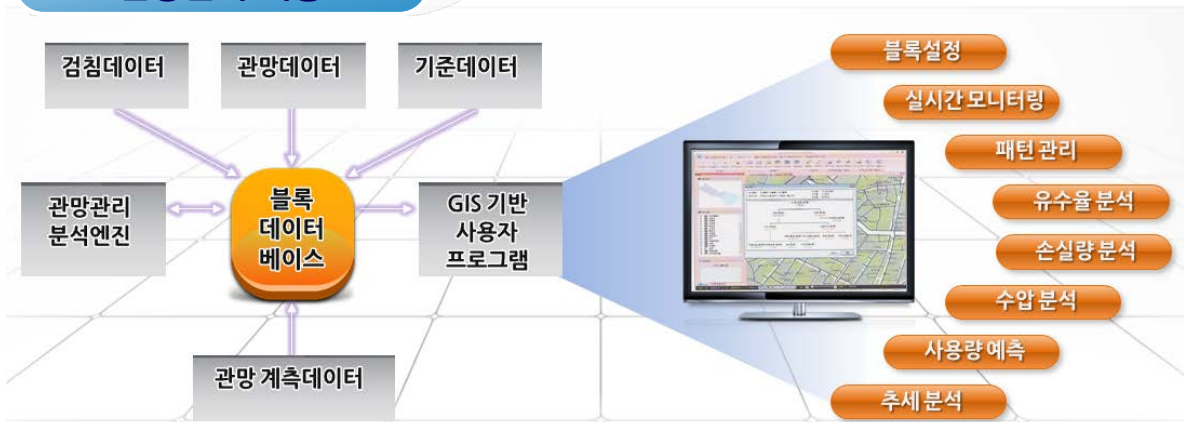 검침데이터
관망데이터
기준데이터
관망관리
분석엔진
블록
데이터
베이스
GIS 기반
사용자
프로그램
관망 계측데이터
블록설정
실시간 모니터링
패턴 관리
유수율 분석
손실량 분석
수압 분석
사용량 예측
추세 분석